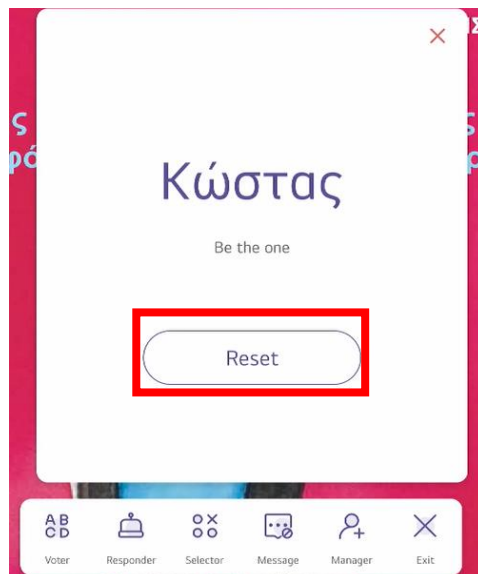 Κώστας
Be the one
Reset
Voter Responder Selector Message Manager Exit